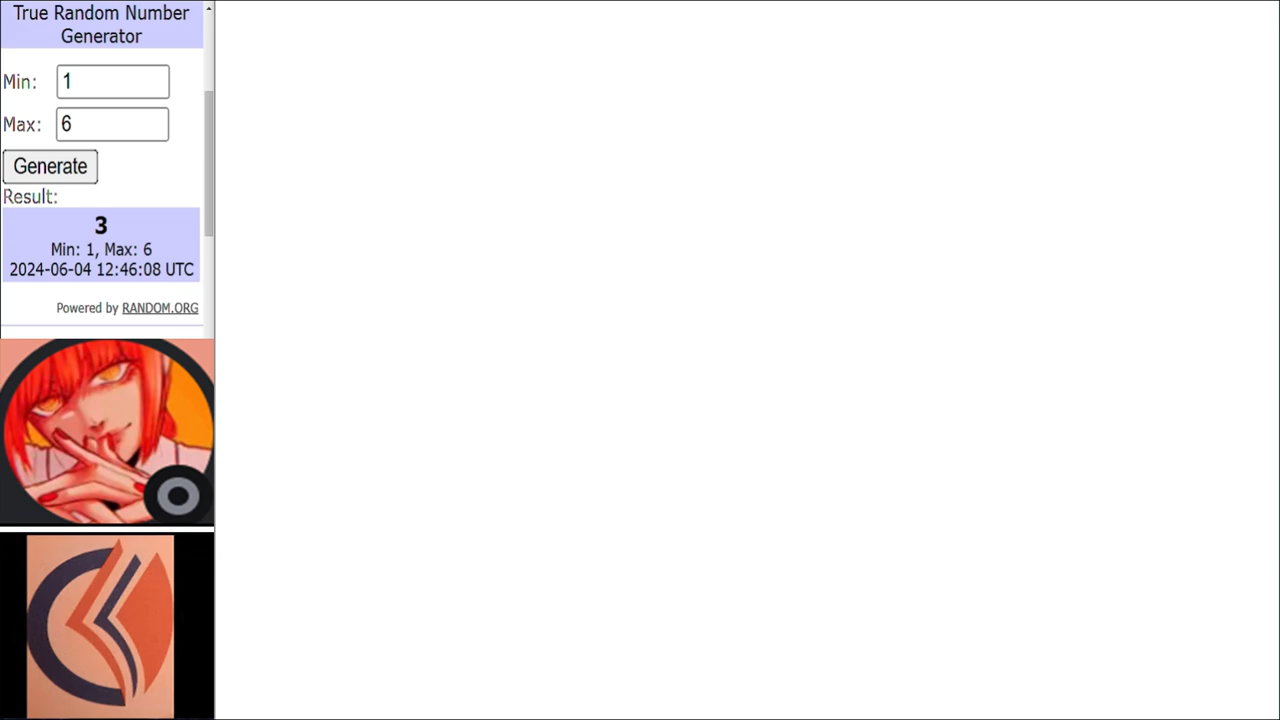 True Random Number
Generator
Min: 1
Max: 6
Generate
Result:
3
Min: 1, Max: 6
2024-06-04 12:46:08 UTC
Powered by RANDOM.ORG